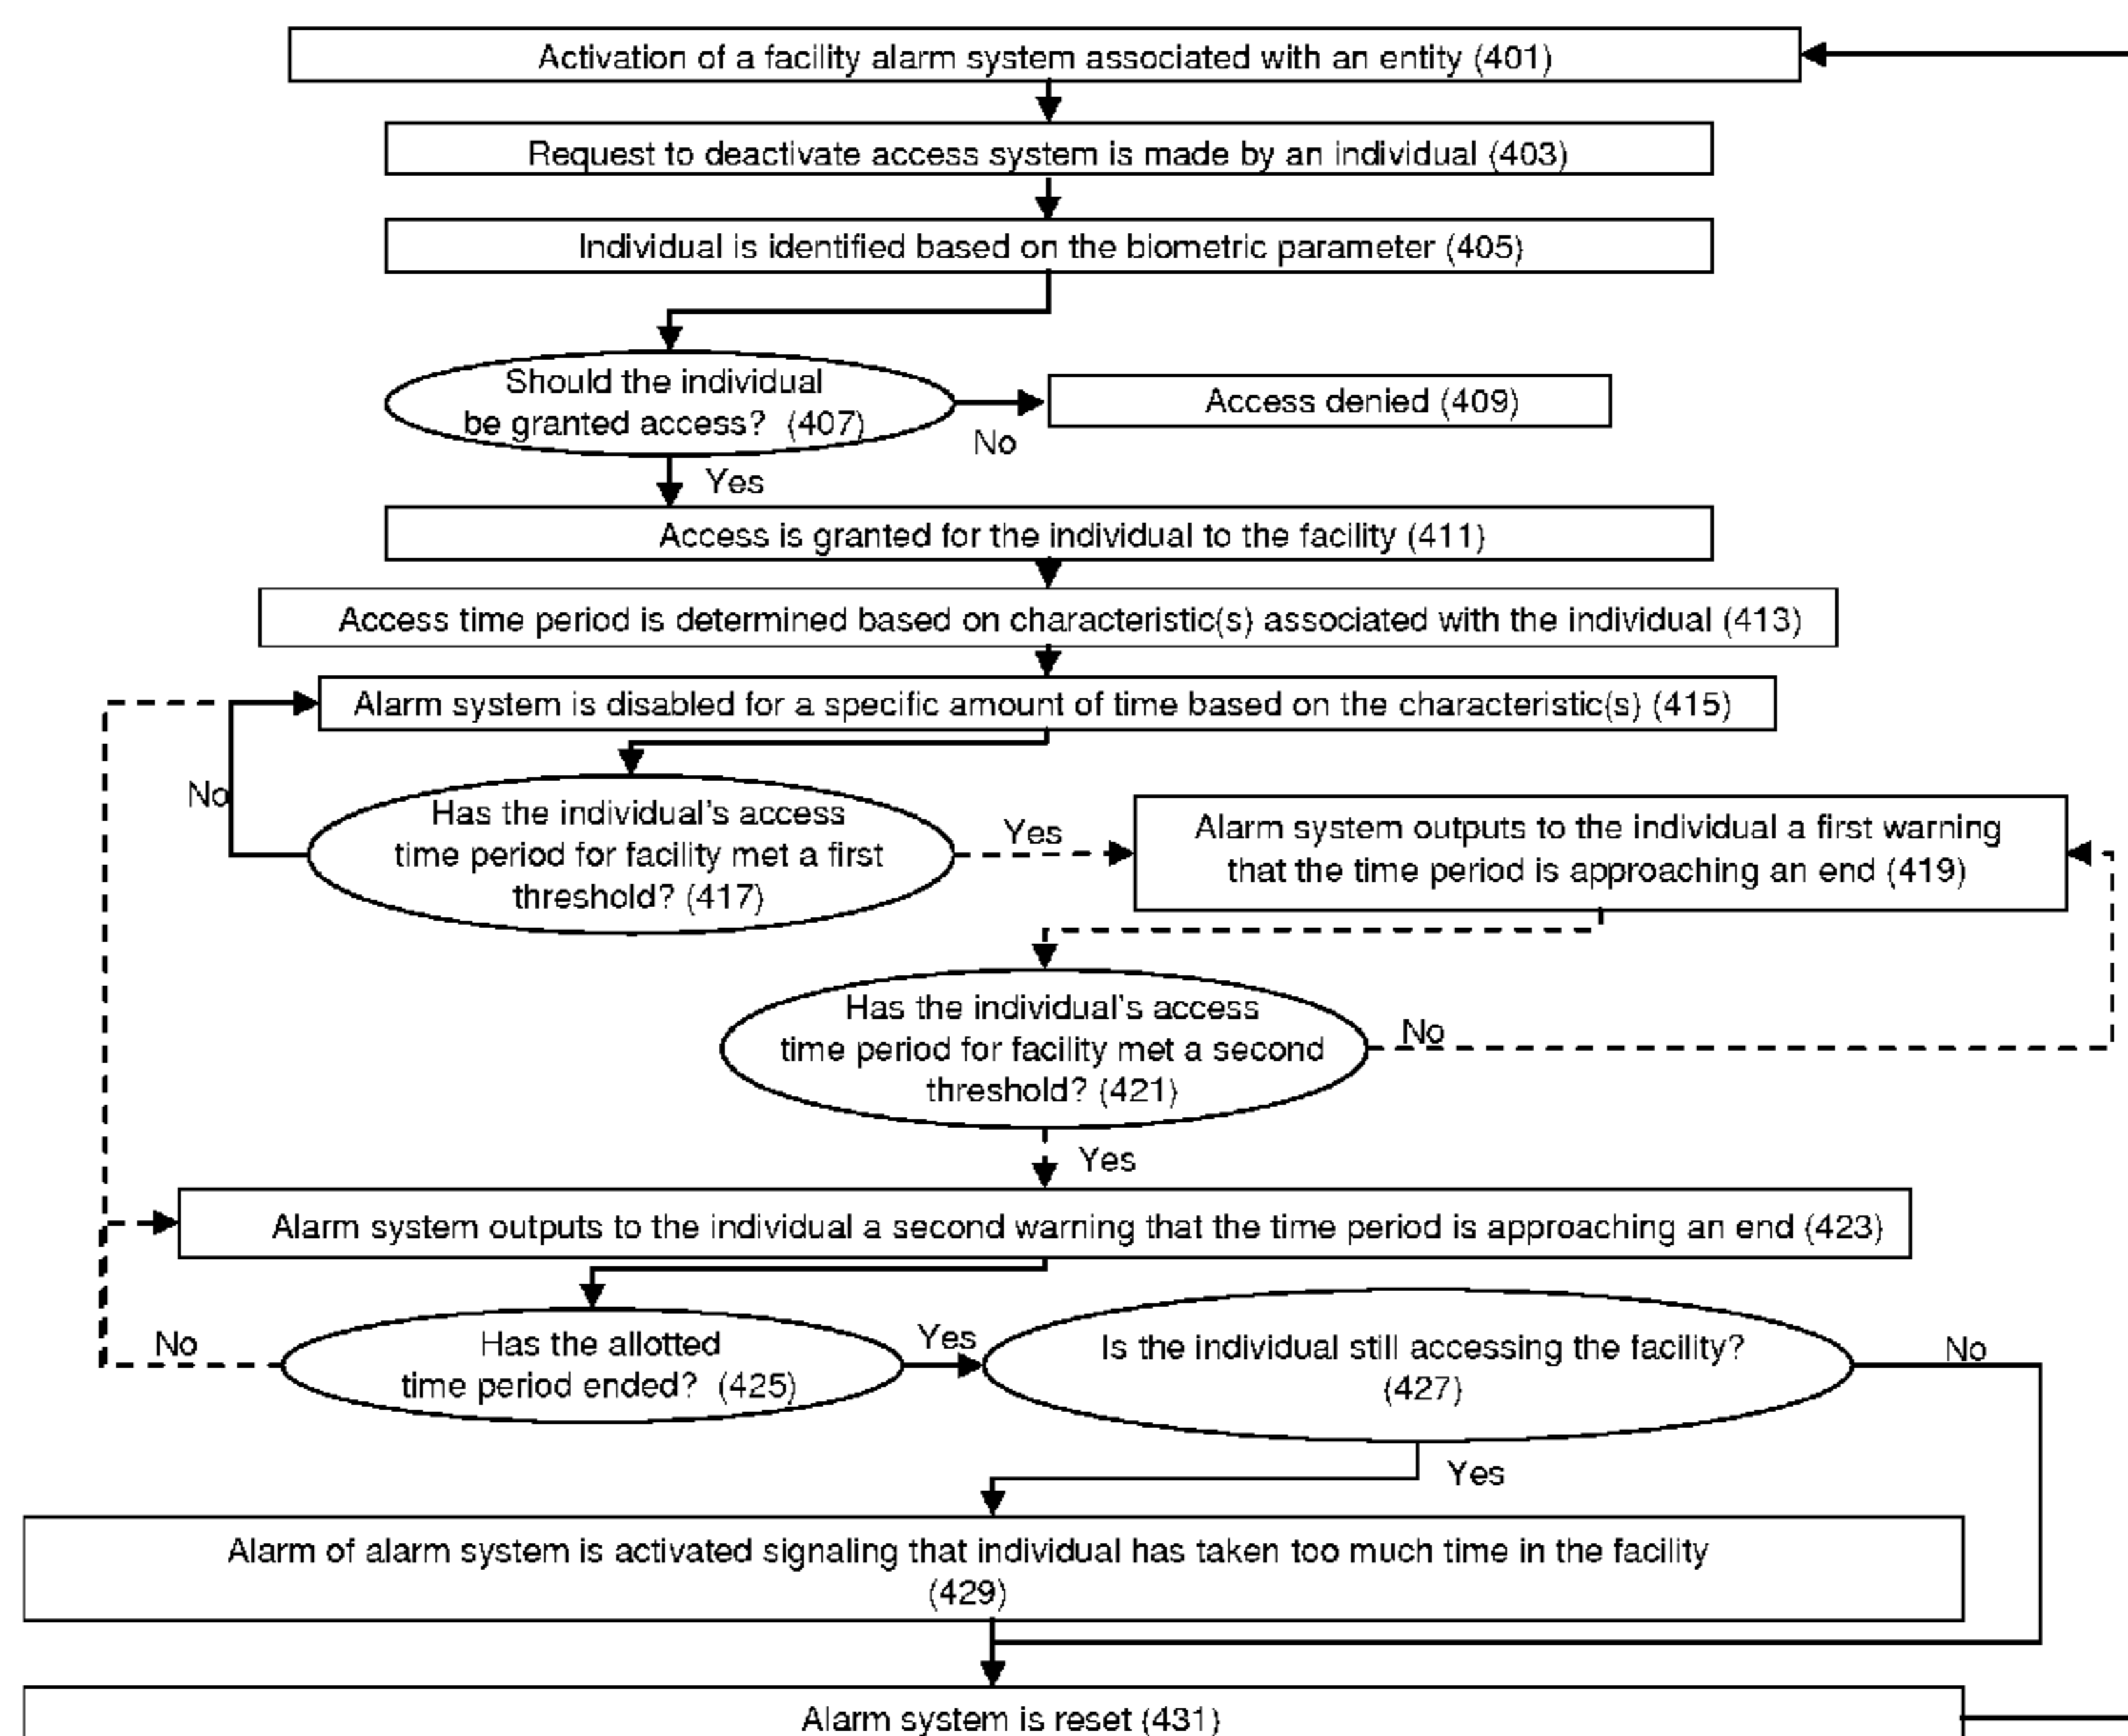 Activation of a facility alarm system associated with an entity (401)
Request to deactivate access system is made by an individual (403)
Individual is identified based on the biometric parameter (405)
Should the individual
be granted access? (407)
No
Access denied (409)
Yes
Access is granted for the individual to the facility (411)
Access time period is determined based on characteristic(s) associated with the individual (413)
Alarm system is disabled for a specific amount of time based on the characteristic(s) (415)
No
Has the individual's access
time period for facility met a first
threshold? (417)
Yes
Alarm system outputs to the individual a first warning
that the time period is approaching an end (419)
Has the individual's access
time period for facility met a second
threshold? (421)
No
Yes
Alarm system outputs to the individual a second warning that the time period is approaching an end (423)
No
Has the allotted
time period ended? (425)
Yes
Is the individual still accessing the facility?
(427)
No
Yes
Alarm of alarm system is activated signaling that individual has taken too much time in the facility
(429)
Alarm system is reset (431)